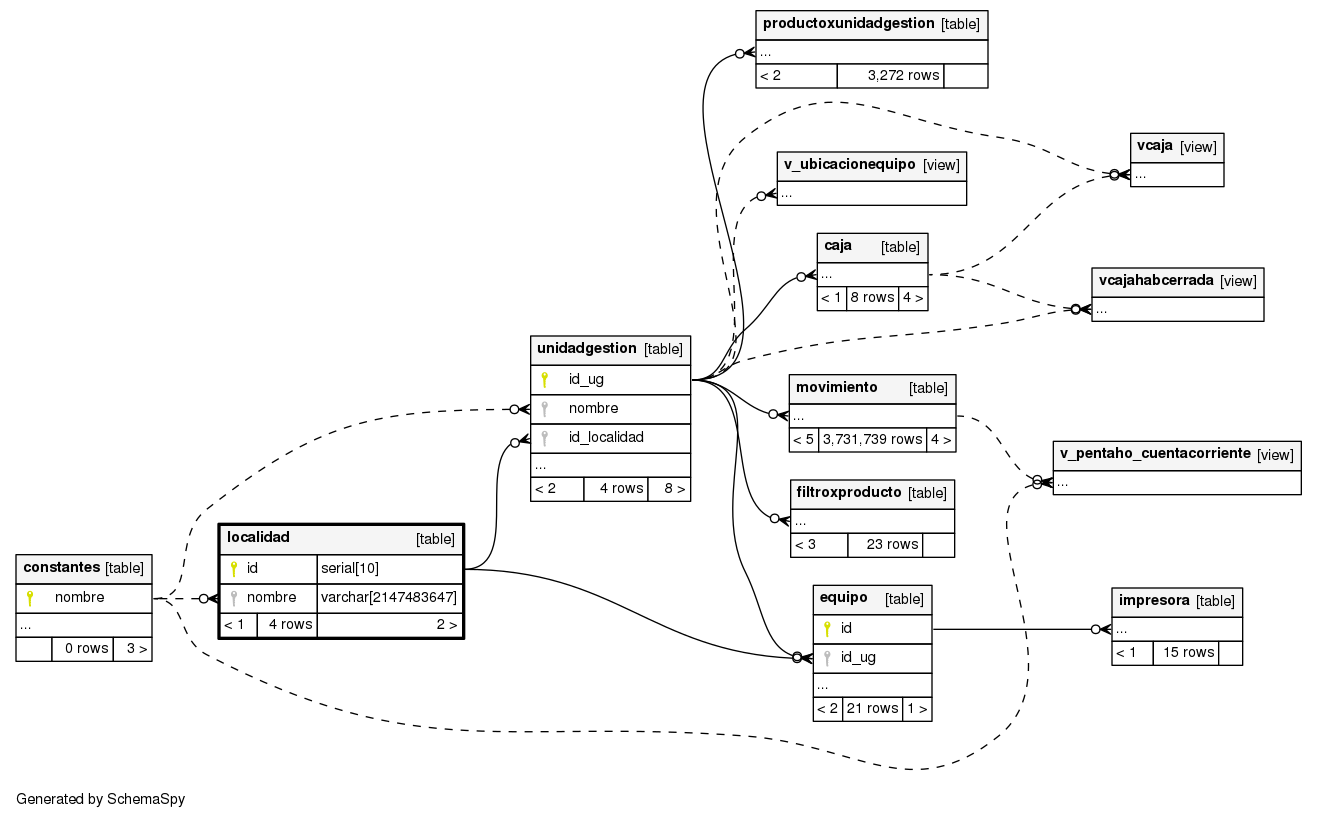 productoxunidadgestion [table]
...
< 2 3,272 rows
vcaja [view]
...
v_ubicacionequipo [view]
...
caja [table]
...
< 1 8 rows 4 >
vcajahabcerrada [view]
...
unidadgestion [table]
id_ug
nombre
id_localidad
...
< 2 4 rows 8 >
movimiento [table]
...
< 5 3,731,739 rows 4 >
v_pentaho_cuentacorriente [view]
...
filtroxproducto [table]
...
< 3 23 rows
localidad [table]
id serial[10]
nombre varchar[2147483647]
< 1 4 rows 2 >
constantes [table]
nombre
...
0 rows 3 >
equipo [table]
id
id_ug
...
< 2 21 rows 1 >
impresora [table]
...
< 1 15 rows
Generated by SchemaSpy